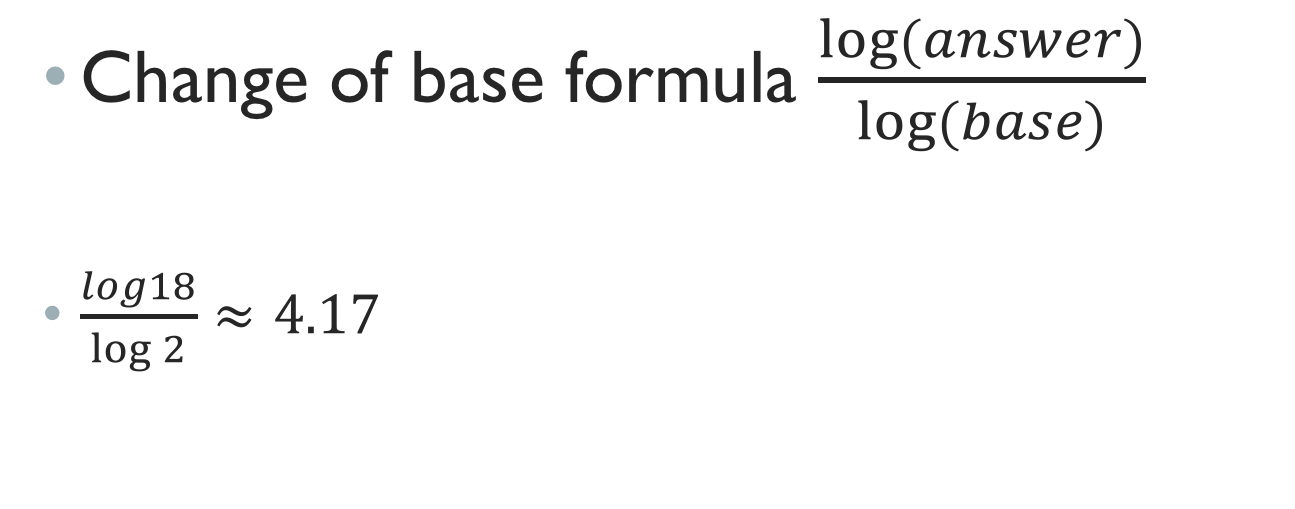 • Change of base formula log(answer)/log(base)
• log18/log 2 ≈ 4.17